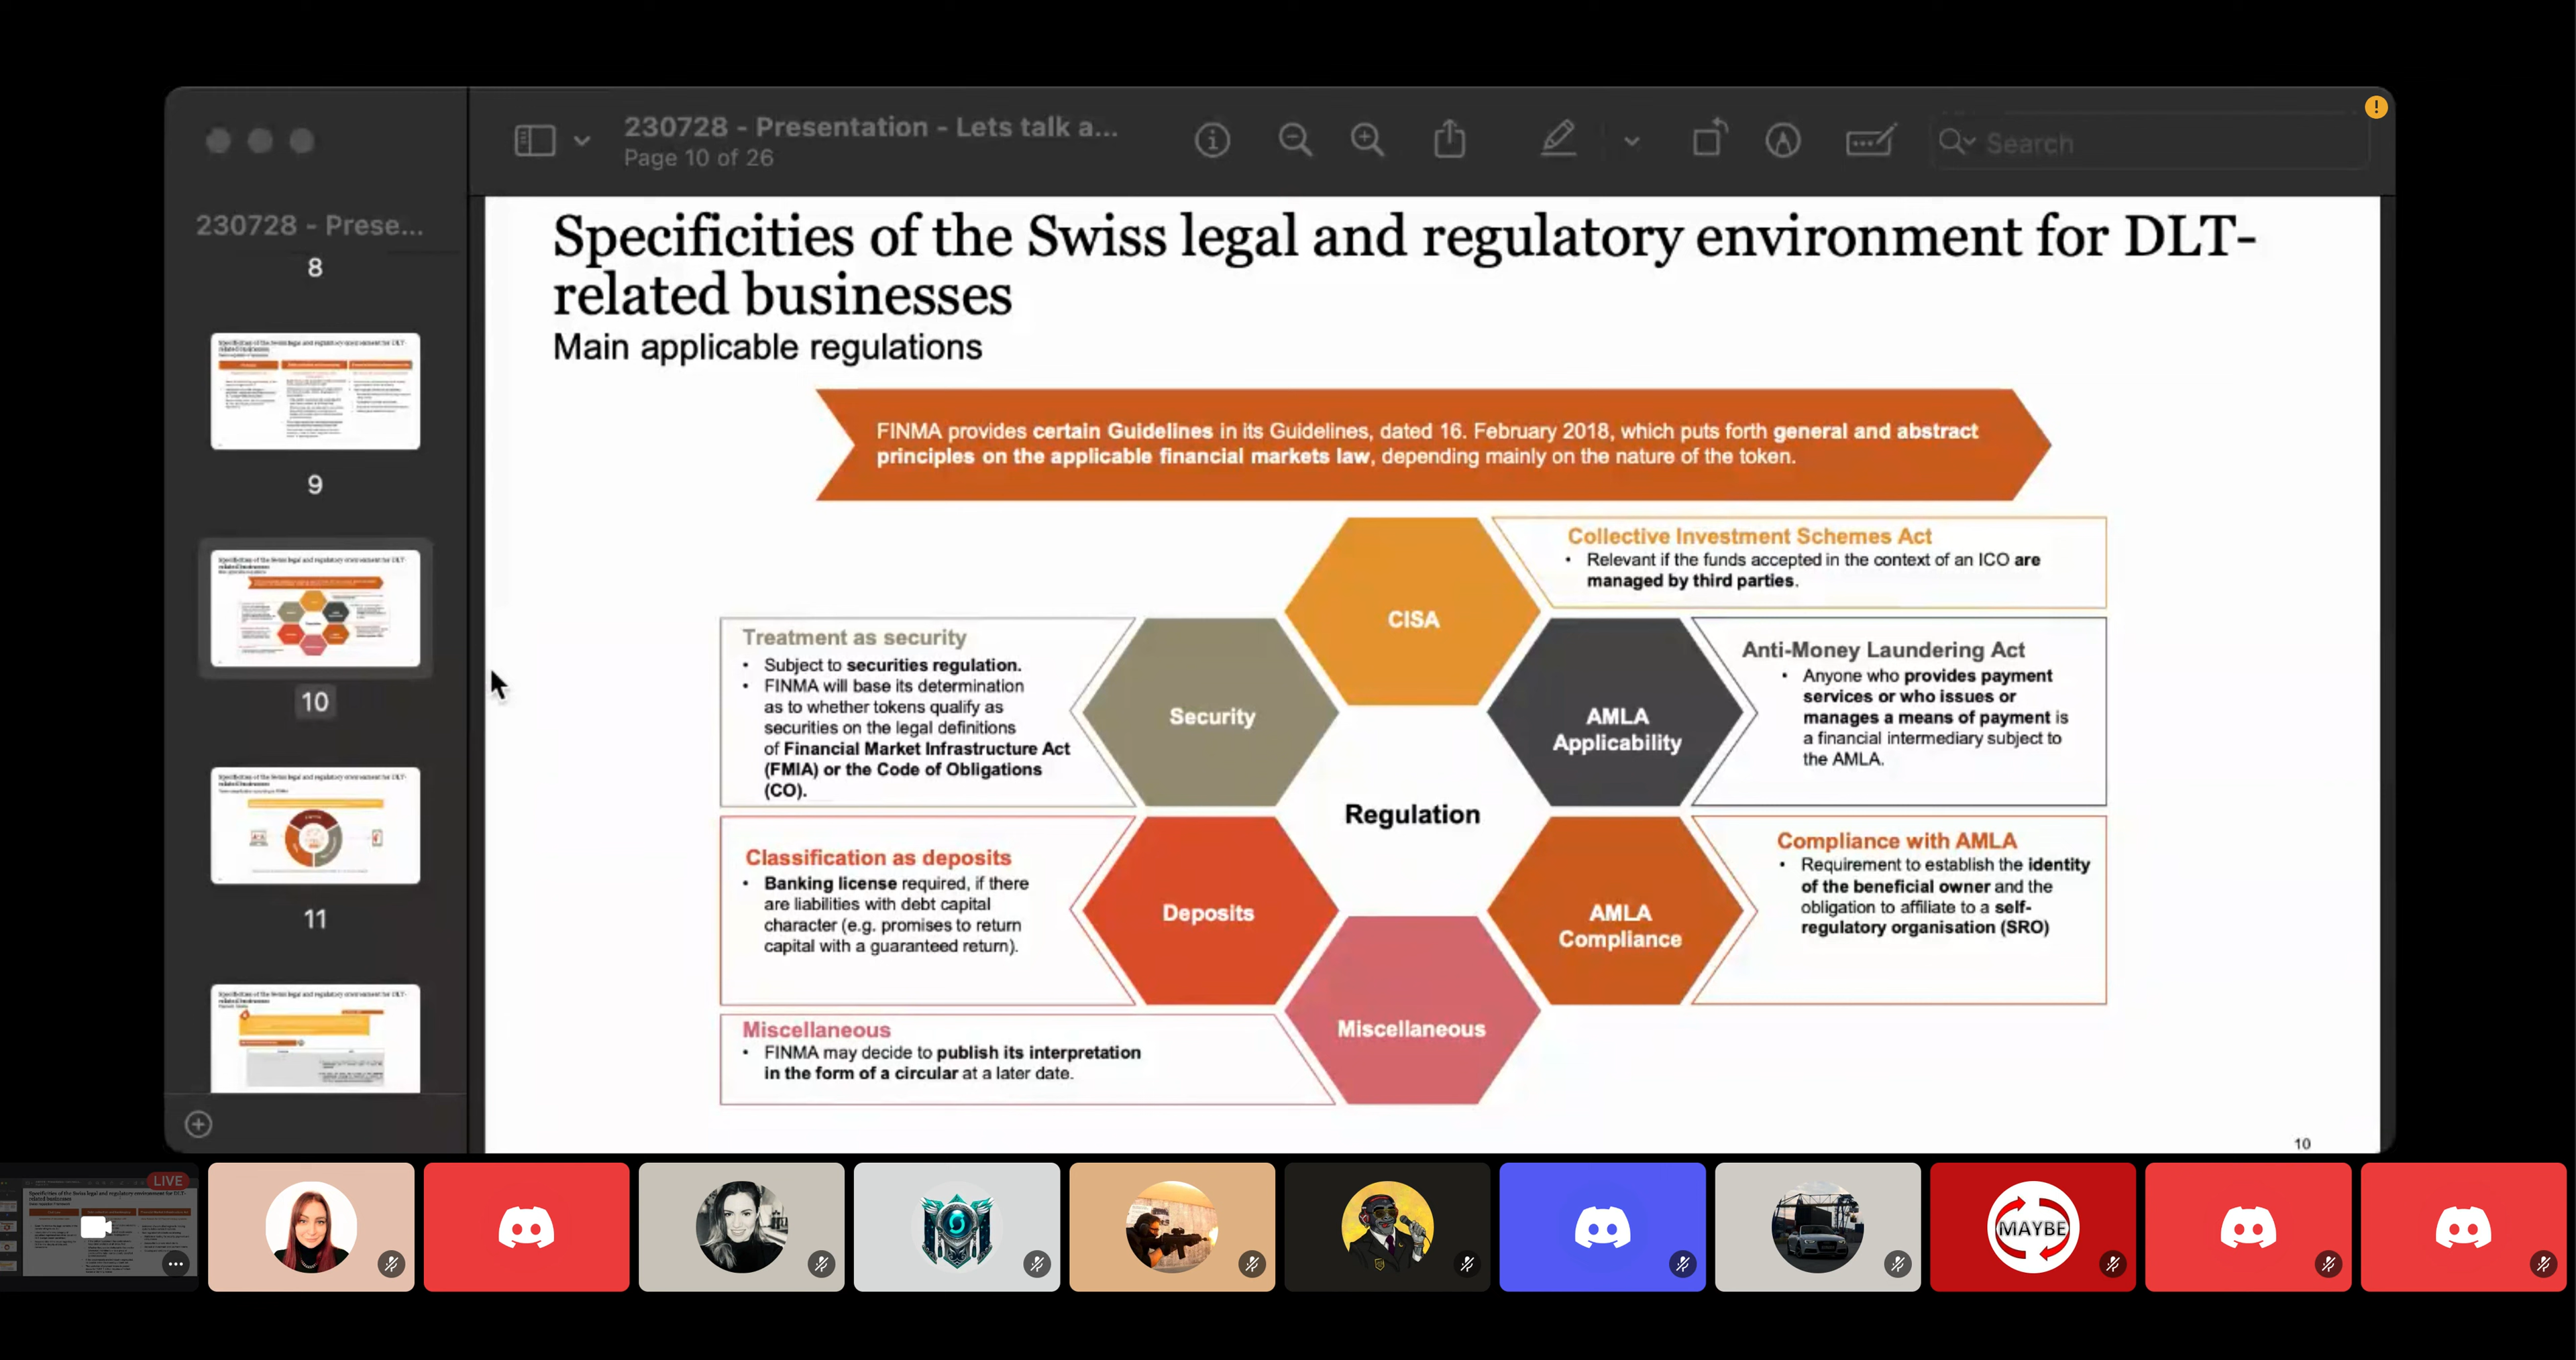 230728 - Presentation - Lets talk a...
Page 10 of 26
Search
230728 - Prese...
8
9
10
11
Specificities of the Swiss legal and regulatory environment for DLT-
related businesses
Main applicable regulations
FINMA provides certain Guidelines in its Guidelines, dated 16. February 2018, which puts forth general and abstract
principles on the applicable financial markets law, depending mainly on the nature of the token.
CISA
Collective Investment Schemes Act
• Relevant if the funds accepted in the context of an ICO are
managed by third parties.
Treatment as security
• Subject to securities regulation.
• FINMA will base its determination
as to whether tokens qualify as
securities on the legal definitions
of Financial Market Infrastructure Act
(FMIA) or the Code of Obligations
(CO).
Security
AMLA
Applicability
Anti-Money Laundering Act
• Anyone who provides payment
services or who issues or
manages a means of payment is
a financial intermediary subject to
the AMLA.
Regulation
Classification as deposits
• Banking license required, if there
are liabilities with debt capital
character (e.g. promises to return
capital with a guaranteed return).
Deposits
AMLA
Compliance
Compliance with AMLA
• Requirement to establish the identity
of the beneficial owner and the
obligation to affiliate to a self-
regulatory organisation (SRO)
Miscellaneous
• FINMA may decide to publish its interpretation
in the form of a circular at a later date.
Miscellaneous
10
LIVE
MAYBE